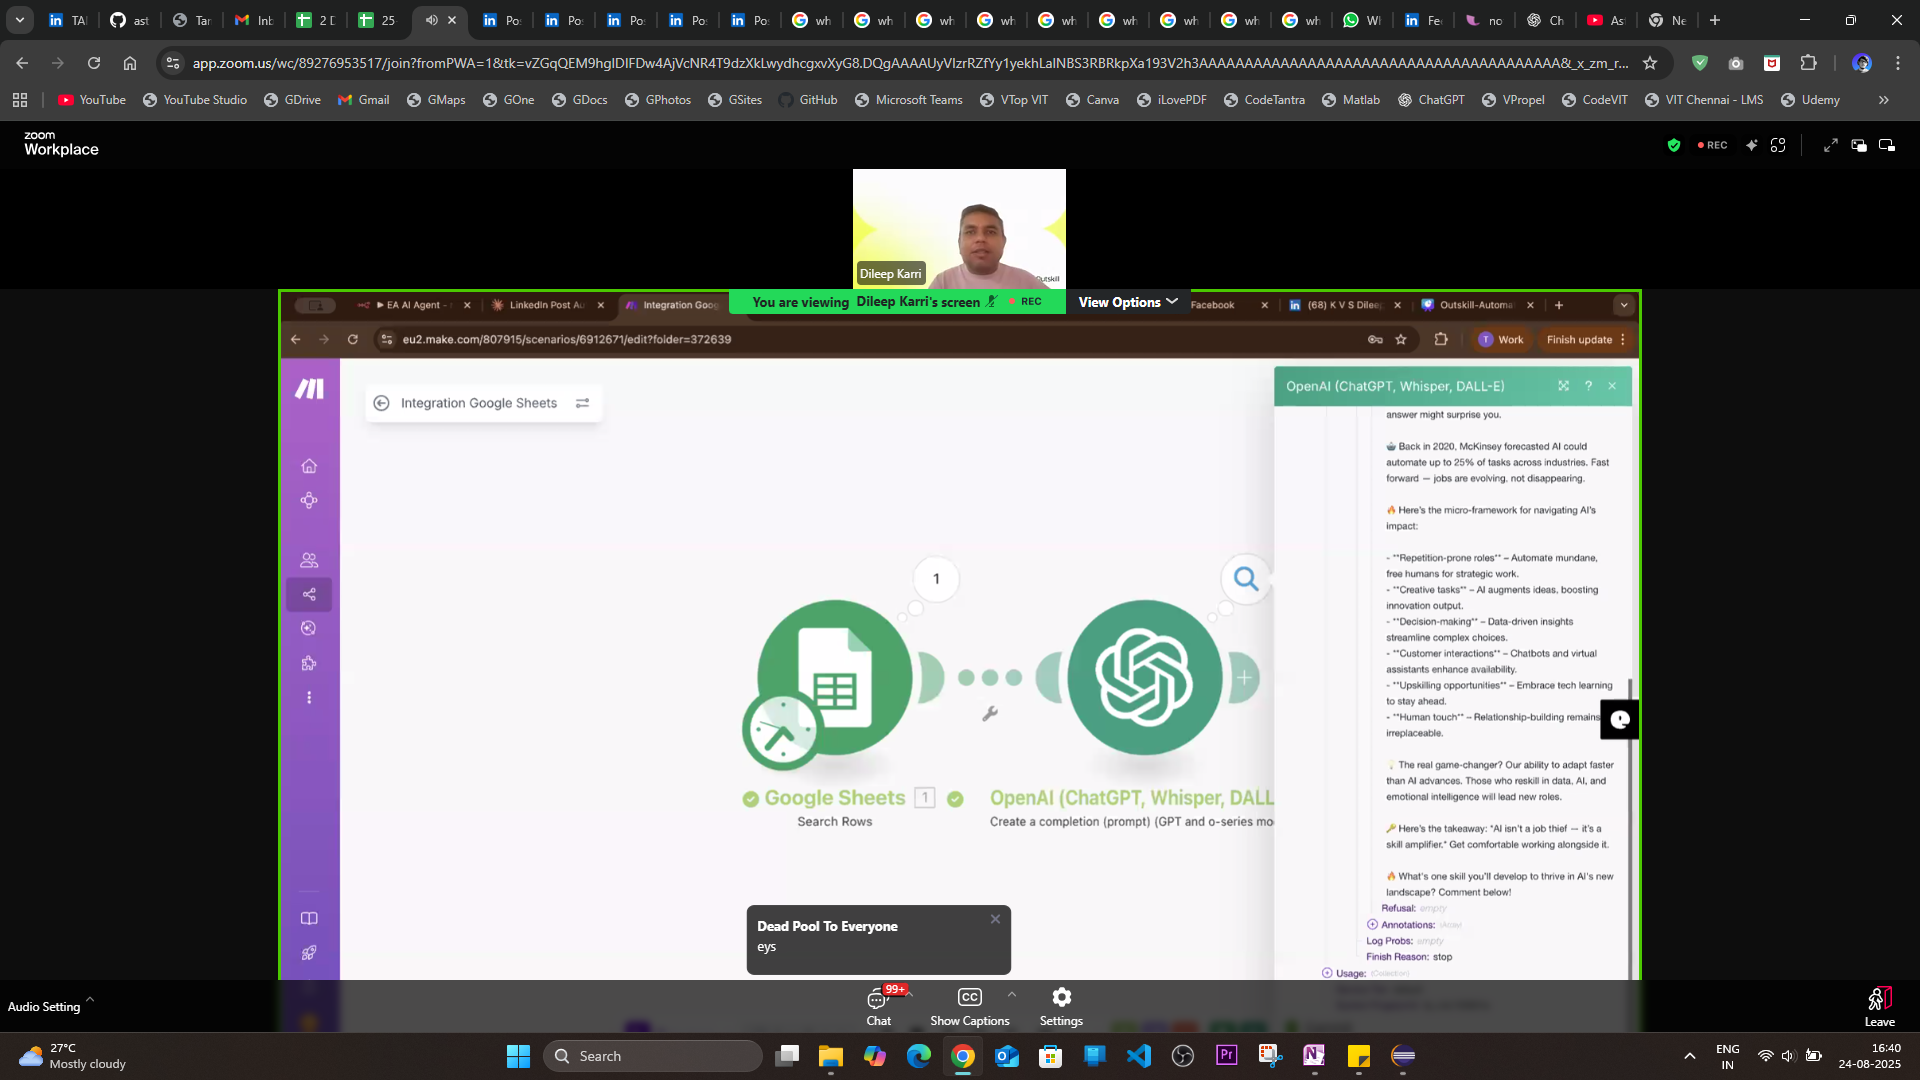 TAI
ast
Tar
Inb
2 D
25-
Pos
Pos
Pos
Pos
Pos
wh
wh
wh
wh
wh
wh
wh
wh
wh
Wh
Fee
no
Ch
Ast
Ne
app.zoom.us/wc/89276953517/join?fromPWA=1&tk=
YouTube
YouTube Studio
GDrive
Gmail
GMaps
GOne
GDocs
GPhotos
GSites
GitHub
Microsoft Teams
VTop VIT
Canva
iLovePDF
CodeTantra
Matlab
ChatGPT
VPropel
CodeVIT
VIT Chennai - LMS
Udemy
zoom
Workplace
REC
Dileep Karri
Outskill
EA AI Agent -
LinkedIn Post Au
Integration Goog
You are viewing Dileep Karri's screen
REC
View Options
Facebook
(68) K V S Dilee
Outskill-Automa
eu2.make.com/807915/scenarios/6912671/edit?folder=372639
T
Work
Finish update
Integration Google Sheets
OpenAI (ChatGPT, Whisper, DALL-E)
answer might surprise you.
🤖 Back in 2020, McKinsey forecasted AI could
automate up to 25% of tasks across industries. Fast
forward — jobs are evolving, not disappearing.
🔥 Here's the micro-framework for navigating AI's
impact:
- **Repetition-prone roles** – Automate mundane,
free humans for strategic work.
- **Creative tasks** – AI augments ideas, boosting
innovation output.
- **Decision-making** – Data-driven insights
streamline complex choices.
- **Customer interactions** – Chatbots and virtual
assistants enhance availability.
- **Upskilling opportunities** – Embrace tech learning
to stay ahead.
- **Human touch** – Relationship-building remains
irreplaceable.
💡 The real game-changer? Our ability to adapt faster
than AI advances. Those who reskill in data, AI, and
emotional intelligence will lead new roles.
🔑 Here's the takeaway: "AI isn't a job thief — it's a
skill amplifier." Get comfortable working alongside it.
🔥 What's one skill you'll develop to thrive in AI's new
landscape? Comment below!
Refusal: empty
Annotations: (Array)
Log Probs: empty
Finish Reason: stop
Usage: (Collection)
1
Google Sheets 1
Search Rows
OpenAI (ChatGPT, Whisper, DALL
Create a completion (prompt) (GPT and o-series mo
Dead Pool To Everyone
eys
Audio Setting
99+
Chat
CC
Show Captions
Settings
Leave
27°C
Mostly cloudy
Search
Pr
ENG
IN
16:40
24-08-2025